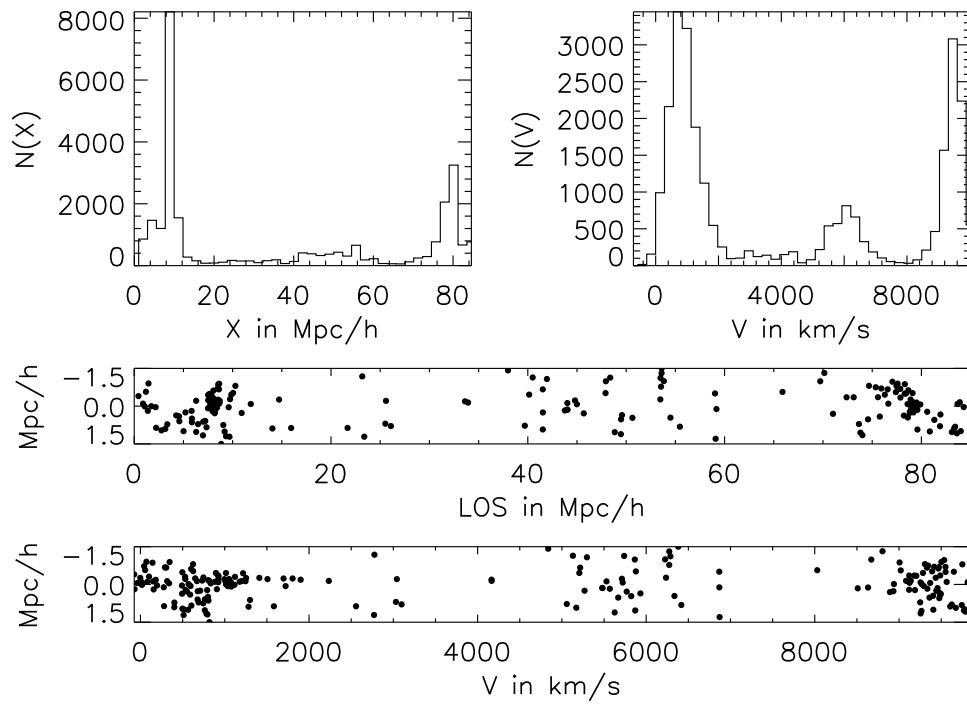 8000
6000
4000
2000
0
N(X)
0 20 40 60 80
X in Mpc/h
3000
2500
2000
1500
1000
500
0
N(V)
0 4000 8000
V in km/s
-1.5
0.0
1.5
Mpc/h
0 20 40 60 80
LOS in Mpc/h
-1.5
0.0
1.5
Mpc/h
0 2000 4000 6000 8000
V in km/s